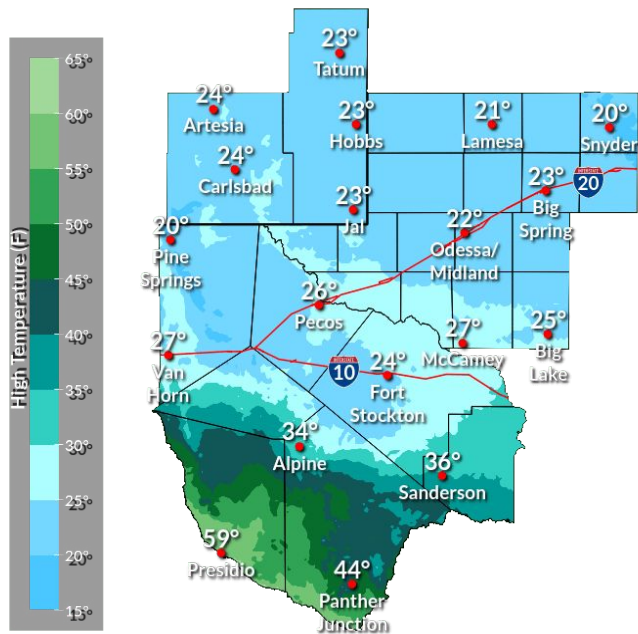 High Temperature (F)
65°
60°
55°
50°
45°
40°
35°
30°
25°
20°
15°
23°
Tatum
24°
Artesia
23°
Hobbs
21°
Lamesa
20°
Snyder
24°
Carlsbad
23°
Jal
23°
Big
Spring
INTERSTATE
20
20°
Pine
Springs
22°
Odessa/
Midland
26°
Pecos
27°
Van
Horn
INTERSTATE
10
24°
Fort
Stockton
27°
McCamey
25°
Big
Lake
34°
Alpine
36°
Sanderson
59°
Presidio
44°
Panther
Junction